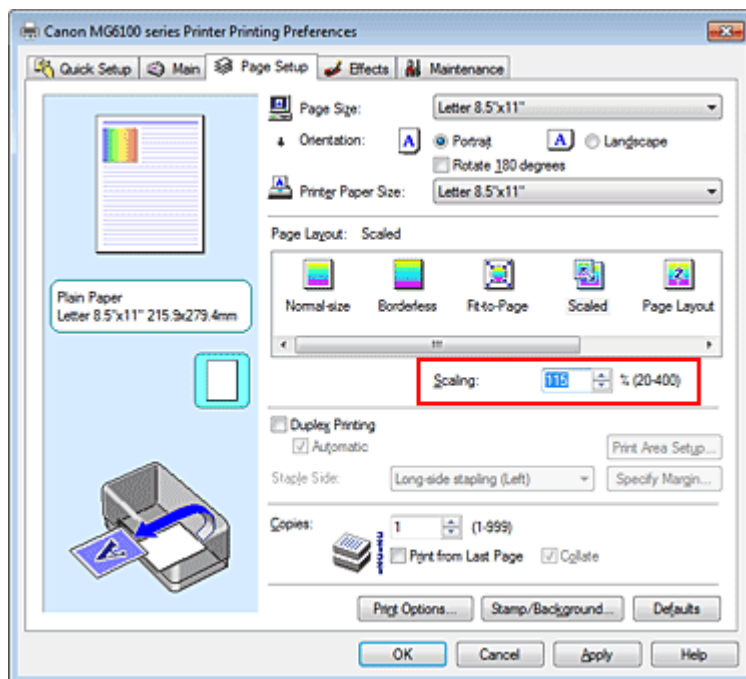 Canon MG6100 series Printer Printing Preferences
Quick Setup Main Page Setup Effects Maintenance
Page Size: Letter 8.5"x11"
Orientation: A Portrait A Landscape
Rotate 180 degrees
Printer Paper Size: Letter 8.5"x11"
Page Layout: Scaled
Normal-size Borderless Fit-to-Page Scaled Page Layout
Plain Paper
Letter 8.5"x11" 215.9x279.4mm
Scaling: 115 % (20-400)
Duplex Printing
Automatic Print Area Setup...
Staple Side: Long-side stapling (Left) Specify Margin...
Copies: 1 (1-999)
Print from Last Page Collate
Print Options... Stamp/Background... Defaults
OK Cancel Apply Help